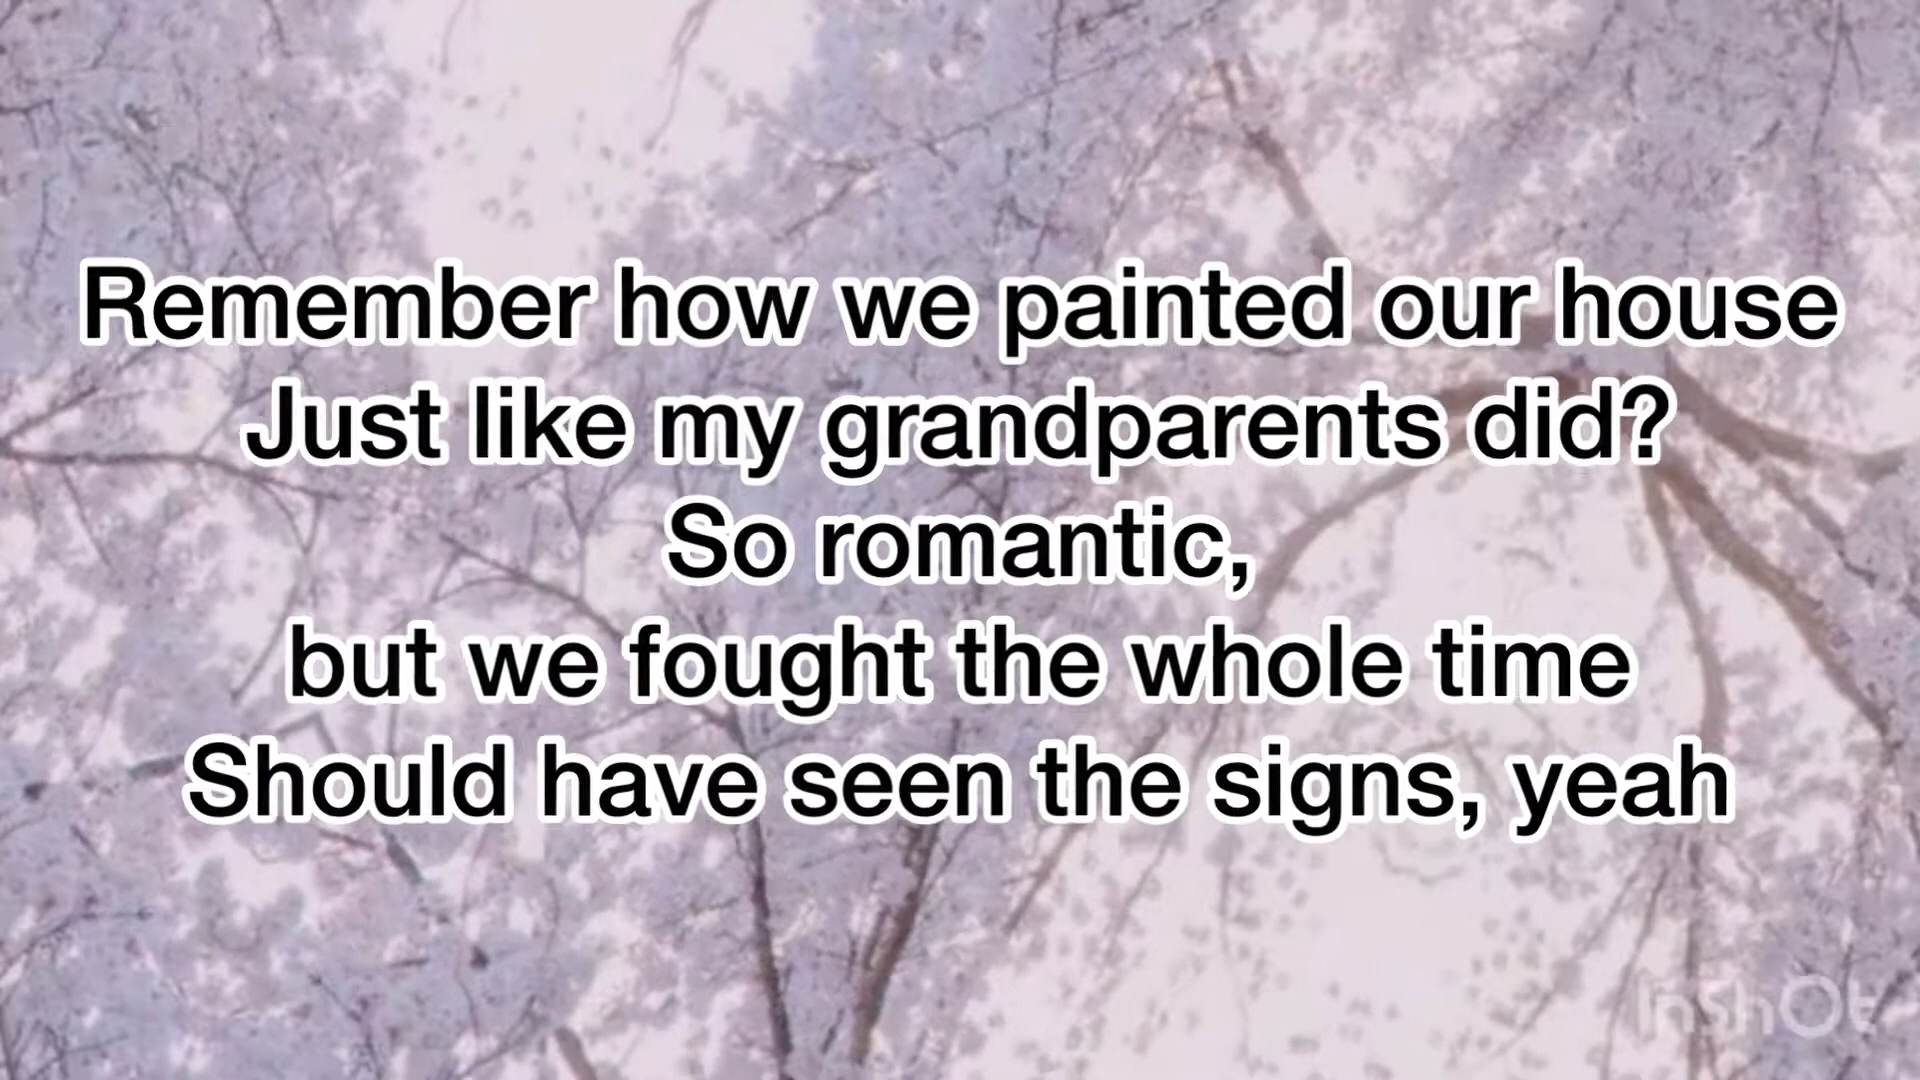 Remember how we painted our house
Just like my grandparents did?
So romantic,
but we fought the whole time
Should have seen the signs, yeah
InShOt